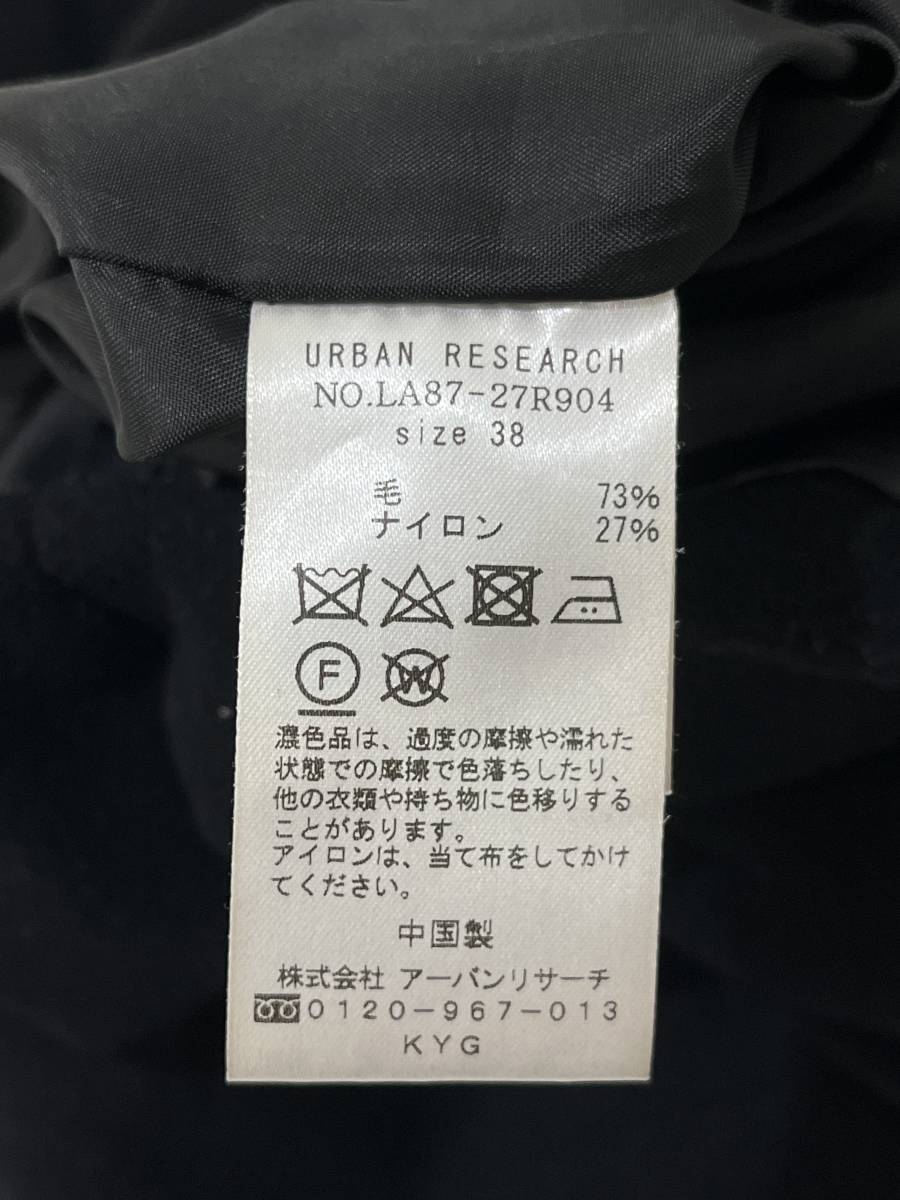 URBAN RESEARCH
NO.LA87-27R904
size 38
毛 73%
ナイロン 27%
F W
濃色品は、過度の摩擦や濡れた
状態での摩擦で色落ちしたり、
他の衣類や持ち物に色移りする
ことがあります。
アイロンは、当て布をしてかけ
てください。
中国製
株式会社 アーバンリサーチ
0120-967-013
KYG